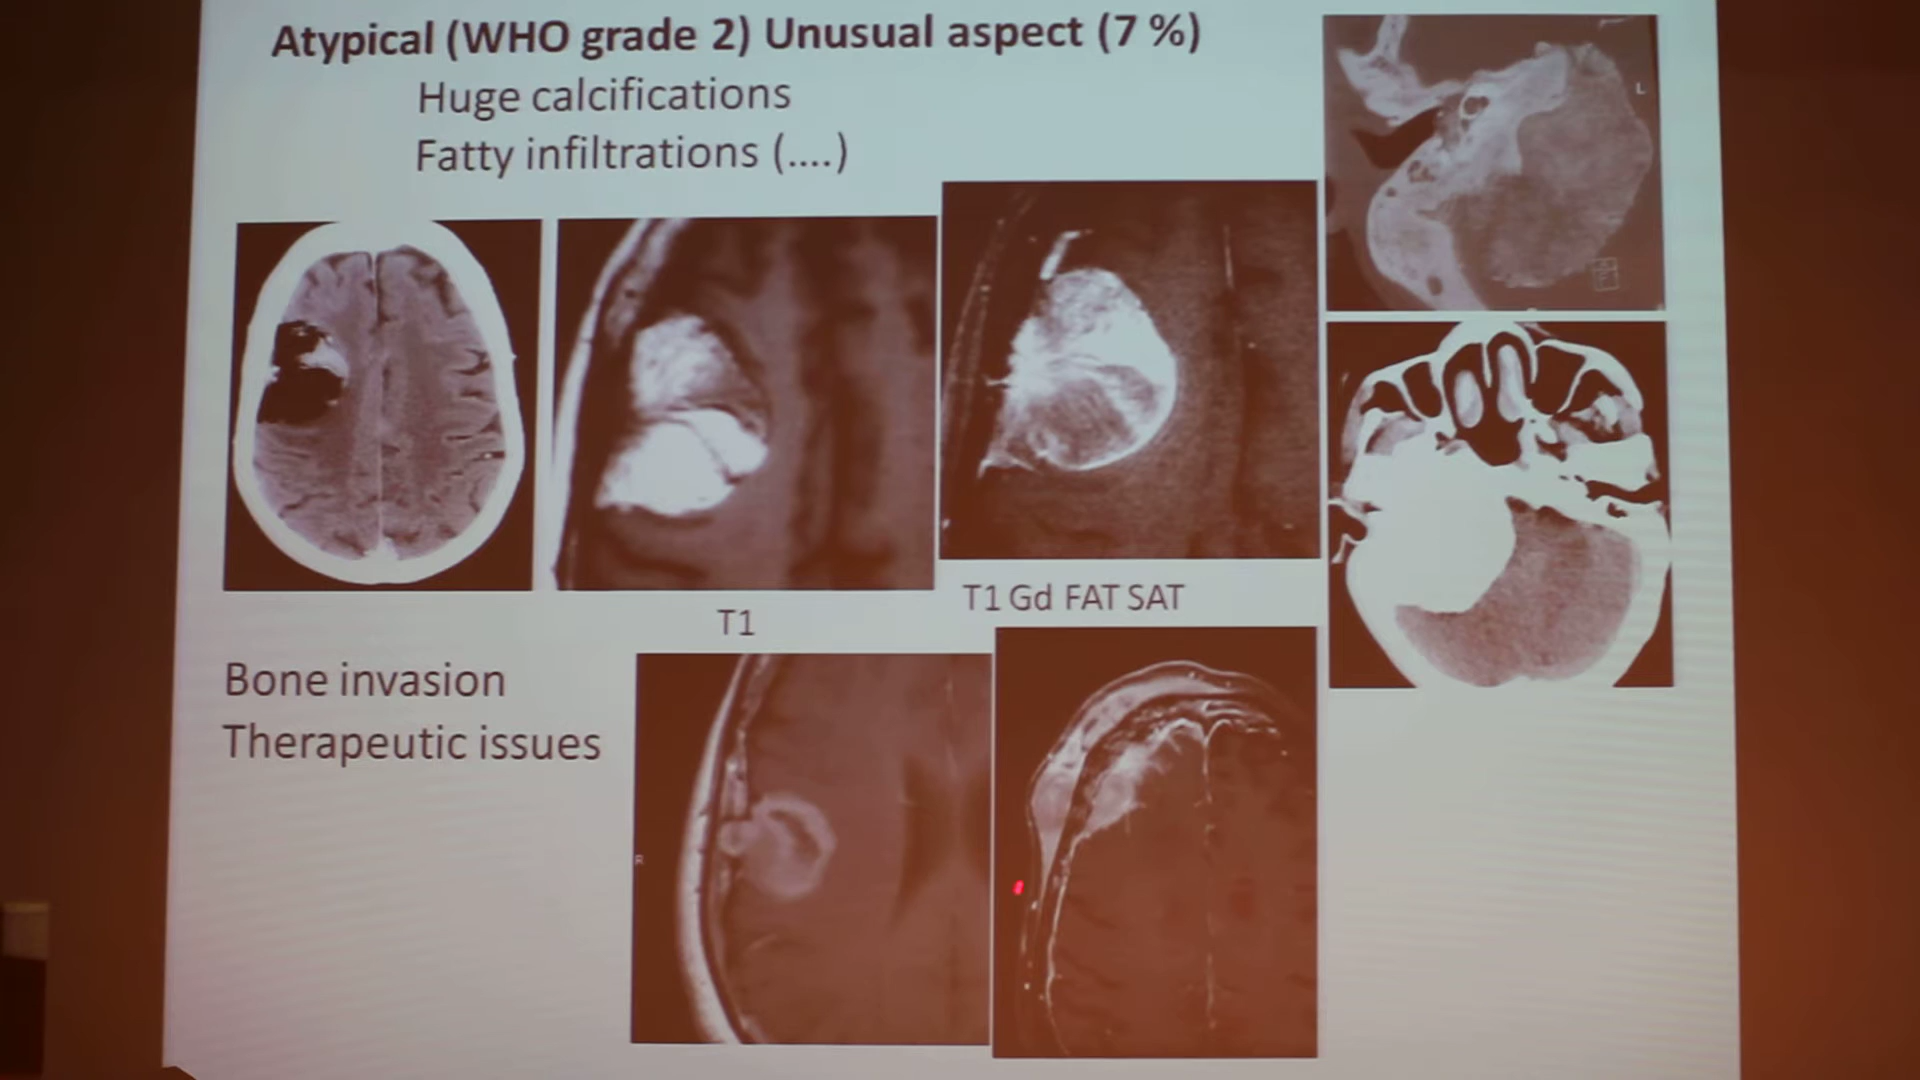 Atypical (WHO grade 2) Unusual aspect (7 %)
Huge calcifications
Fatty infiltrations (....)
L
T1
T1 Gd FAT SAT
Bone invasion
Therapeutic issues
R